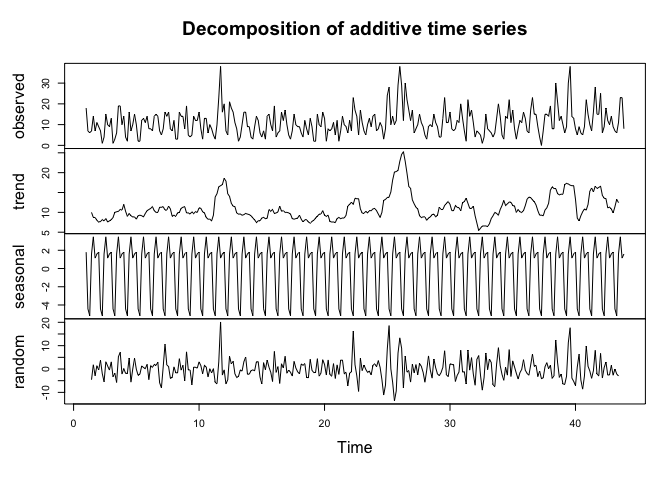 Decomposition of additive time series
observed
0 10 20 30
trend
5 10 20
seasonal
-4 -2 0 2
random
-10 0 10 20
0 10 20 30 40
Time